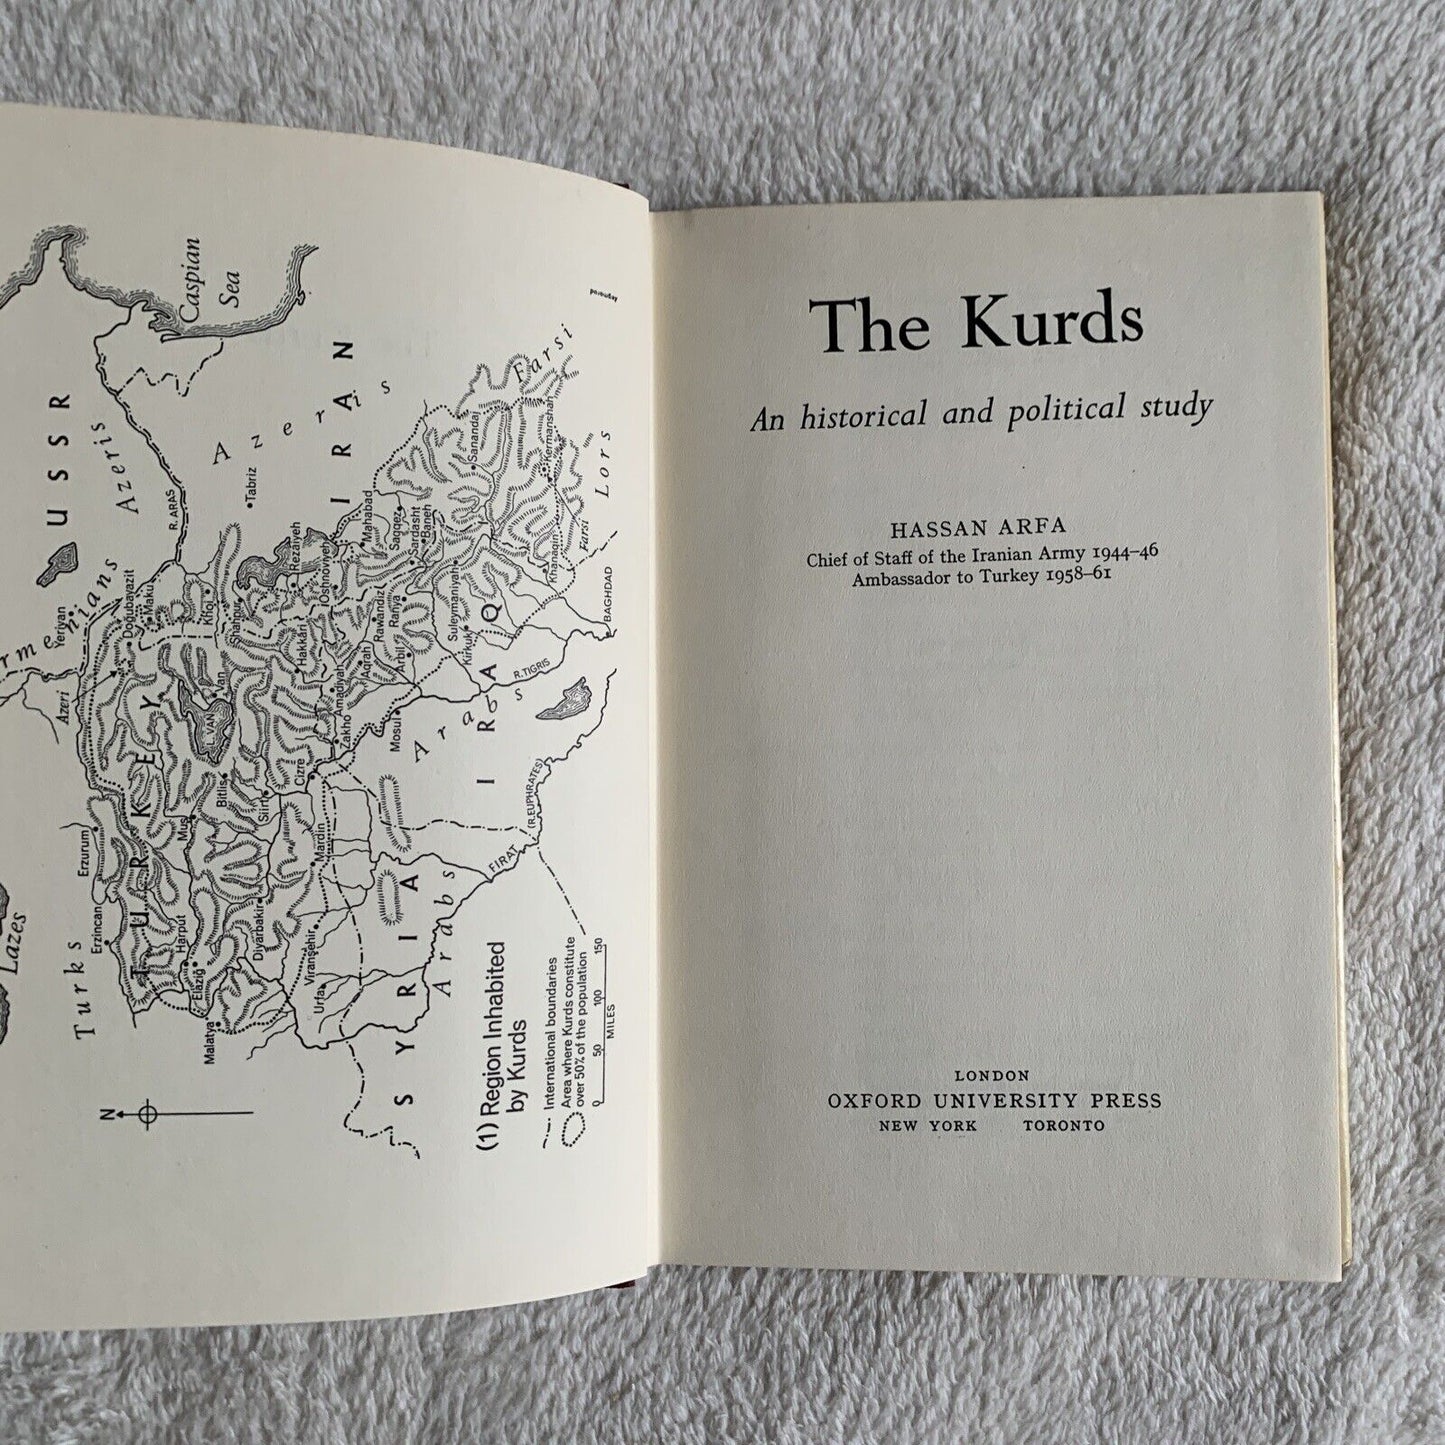 USSR
Caspian
Sea
Azeris
Azeris
IRAN
Farsi
Lors
Farsi
R. ARAS
Tabriz
Yerivan
Azeri
Doğubayazit
Maku
Khoi
Shahpur
Rezaiyeh
Oshnoviyeh
Mahabad
Saqqez
Sardasht
Baneh
Sanandaj
Kermanshah
Khanaqin
BAGHDAD
Suleymaniyah
Kirkuk
Rawandiz
Ranya
Arbil
Aqrah
Amadiyah
Zakho
Hakkâri
Mosul
R. TIGRIS
IRAQ
Arabs
Van
L. VAN
Bitlis
Siirt
Cizre
Mus
TURKEY
Erzurum
Erzincan
Harput
Elaziğ
Malatya
Diyarbakir
Mardin
Viranşehir
Urfa
FIRAT
(R. EUPHRATES)
SYRIA
Arabs
Turks
Lazes
N
(1) Region Inhabited
by Kurds
International boundaries
Area where Kurds constitute
over 50% of the population
0 50 100 150
MILES
The Kurds
An historical and political study
HASSAN ARFA
Chief of Staff of the Iranian Army 1944–46
Ambassador to Turkey 1958–61
LONDON
OXFORD UNIVERSITY PRESS
NEW YORK TORONTO